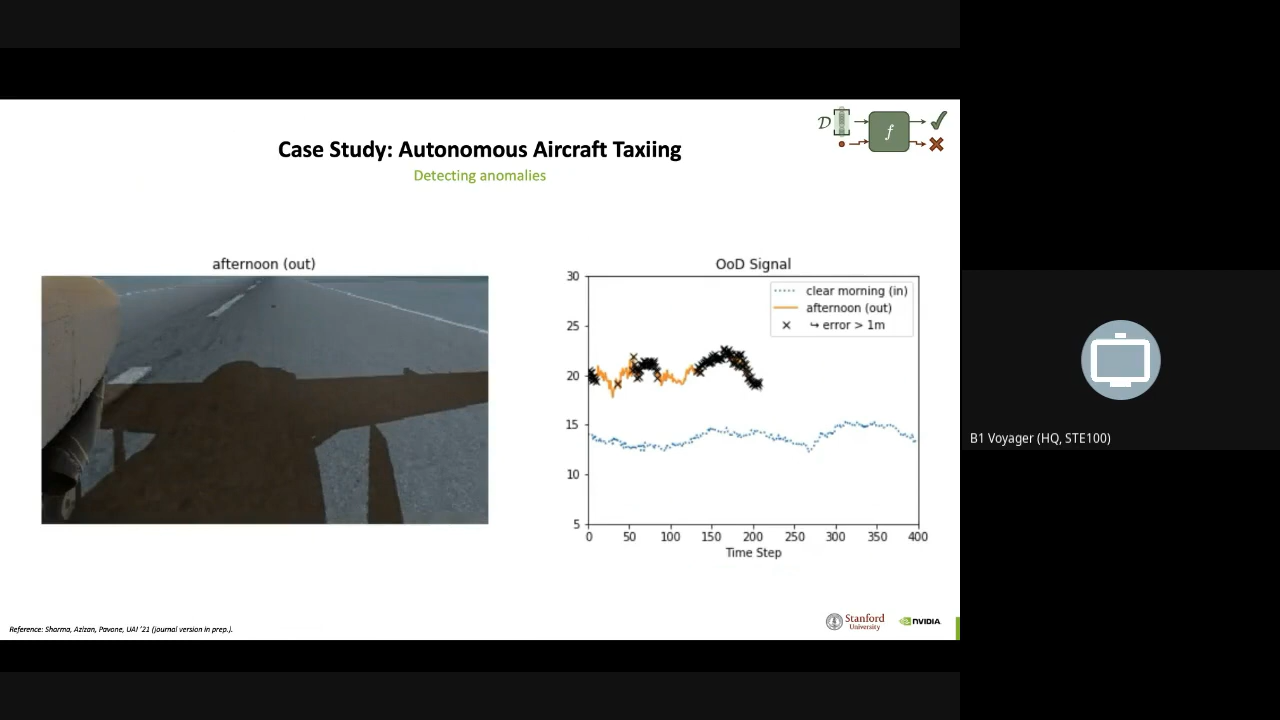 𝒟 f
Case Study: Autonomous Aircraft Taxiing
Detecting anomalies
afternoon (out)
OoD Signal
30
25
20
15
10
5
clear morning (in)
afternoon (out)
↪ error > 1m
0 50 100 150 200 250 300 350 400
Time Step
B1 Voyager (HQ, STE100)
Reference: Sharma, Azizan, Pavone, UAI '21 (journal version in prep.).
Stanford
University
NVIDIA